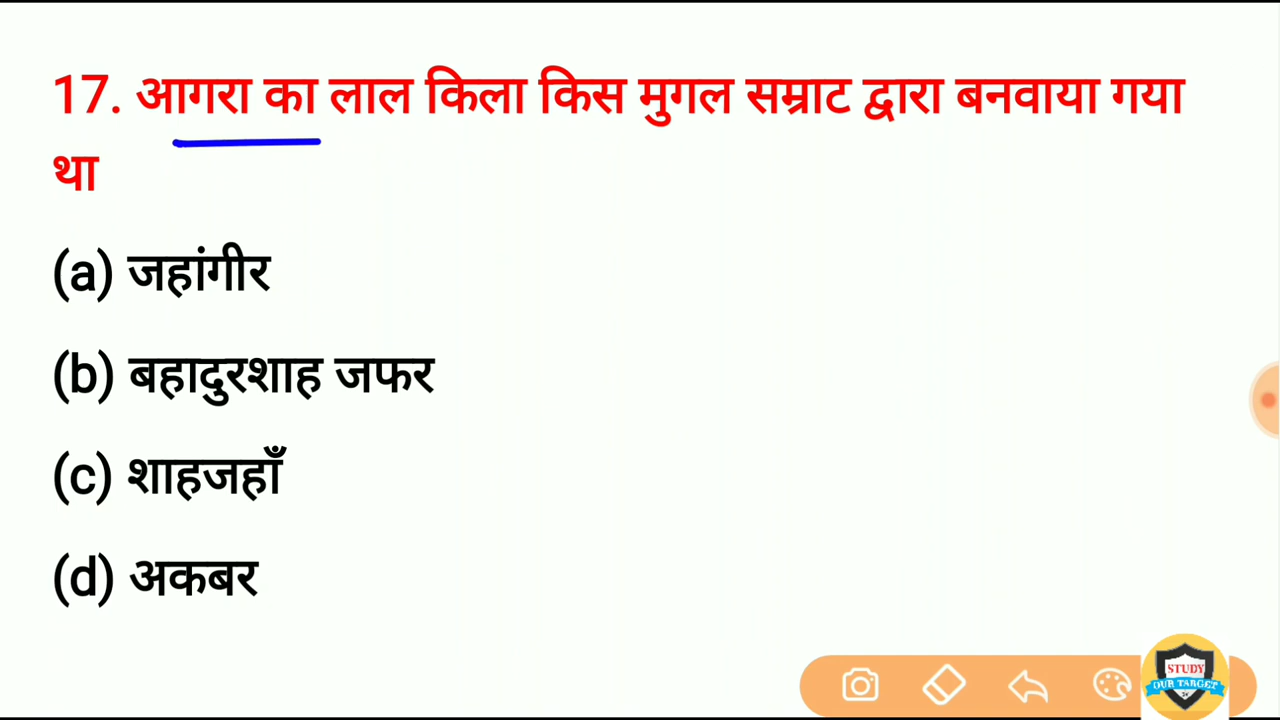 17. आगरा का लाल किला किस मुगल सम्राट द्वारा बनवाया गया
था
(a) जहांगीर
(b) बहादुरशाह जफर
(c) शाहजहाँ
(d) अकबर
STUDY
OUR TARGET